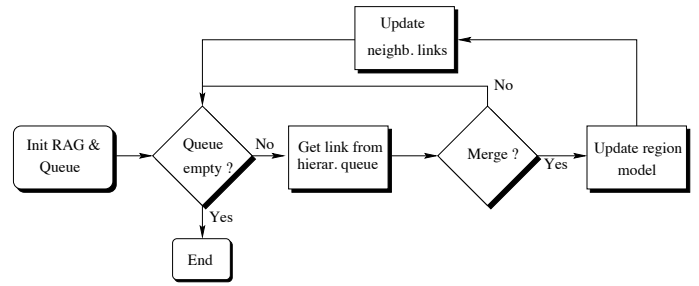 Update
neighb. links
No
Init RAG &
Queue
Queue
empty ?
No
Get link from
hierar. queue
Merge ?
Yes
Update region
model
Yes
End